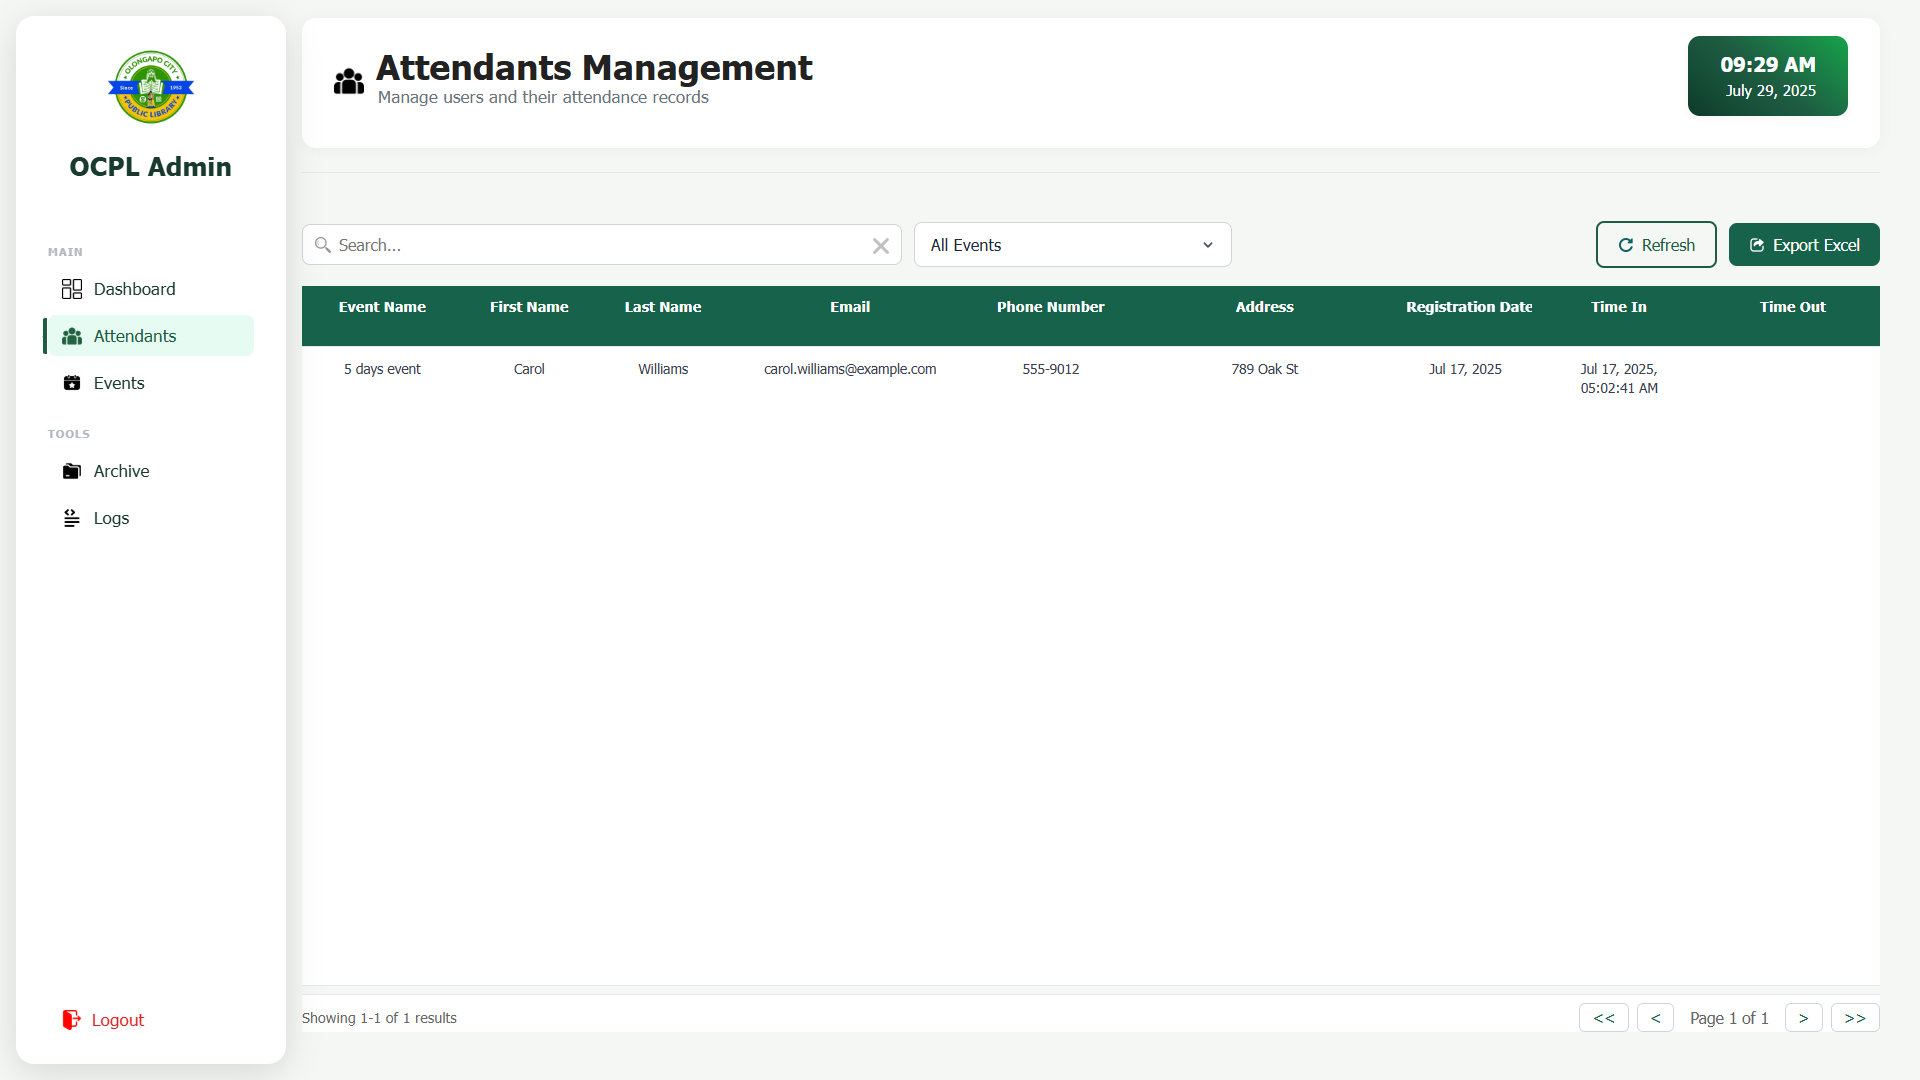 OLONGAPO CITY
Since 1953
PUBLIC LIBRARY
OCPL Admin
MAIN
Dashboard
Attendants
Events
TOOLS
Archive
Logs
Logout
Attendants Management
Manage users and their attendance records
09:29 AM
July 29, 2025
Search...
All Events
Refresh
Export Excel
Event Name First Name Last Name Email Phone Number Address Registration Date Time In Time Out
5 days event Carol Williams carol.williams@example.com 555-9012 789 Oak St Jul 17, 2025 Jul 17, 2025,
05:02:41 AM
Showing 1-1 of 1 results
<< < Page 1 of 1 > >>